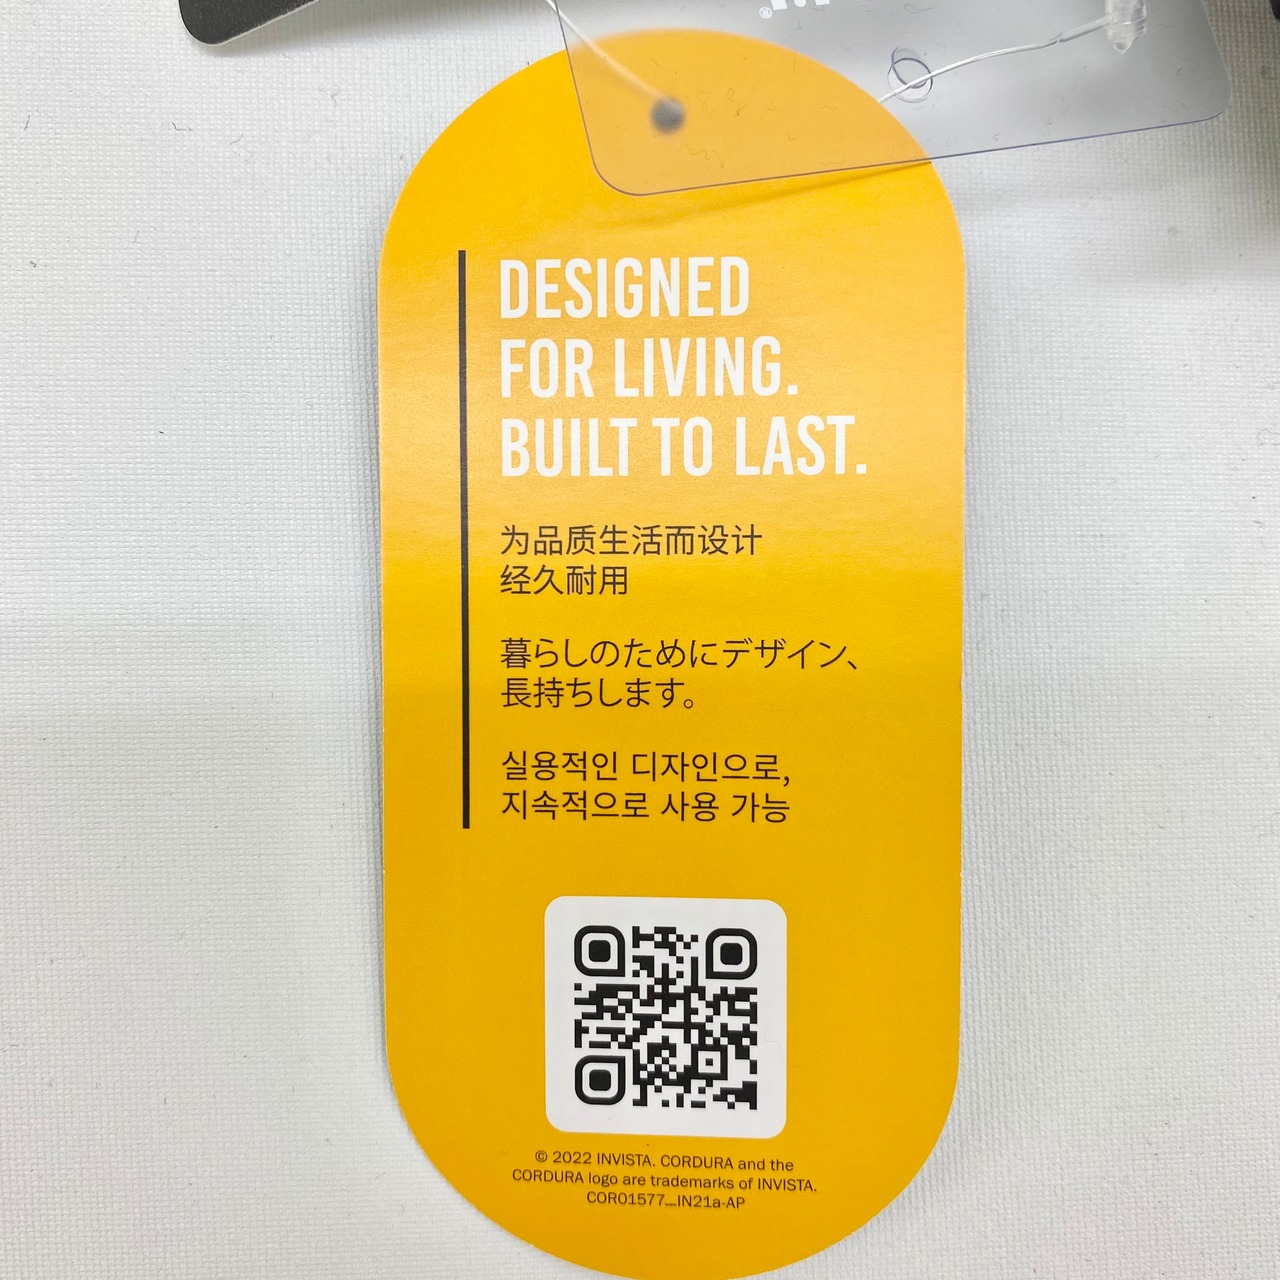 DESIGNED
FOR LIVING.
BUILT TO LAST.
为品质生活而设计
经久耐用
暮らしのためにデザイン、
長持ちします。
실용적인 디자인으로,
지속적으로 사용 가능
© 2022 INVISTA. CORDURA and the
CORDURA logo are trademarks of INVISTA.
COR01577_IN21a-AP